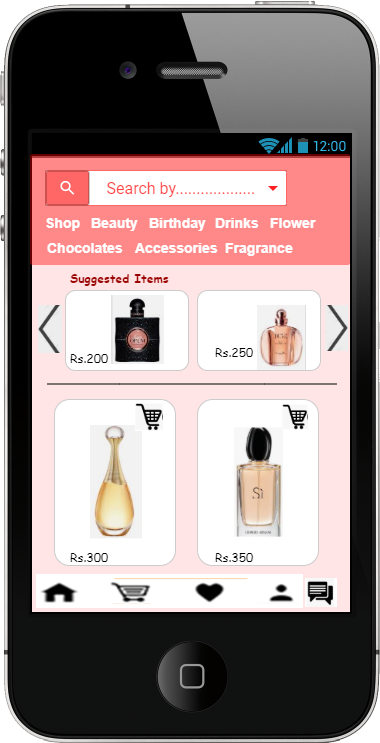 12:00
Search by...................
Shop Beauty Birthday Drinks Flower
Chocolates Accessories Fragrance
Suggested Items
Rs.200
Rs.250
Sì
Rs.300
Rs.350